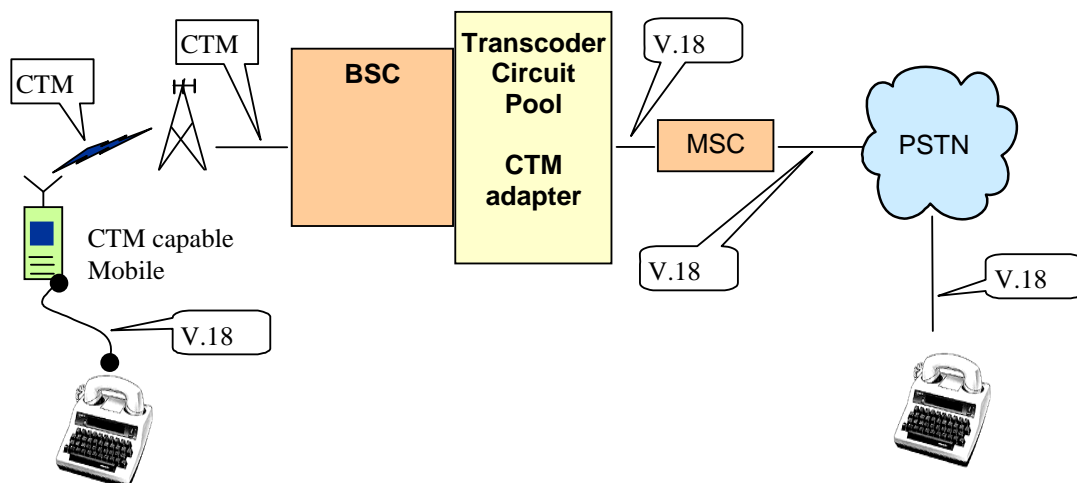 CTM
CTM
BSC
Transcoder
Circuit
Pool
CTM
adapter
V.18
MSC
PSTN
CTM capable
Mobile
V.18
V.18
V.18